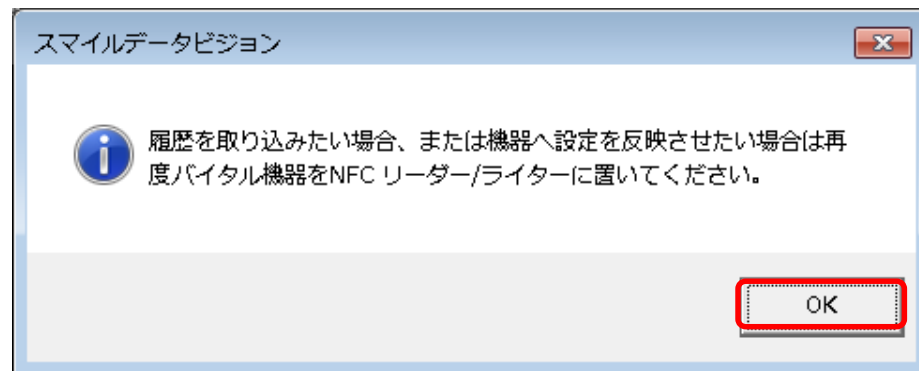 スマイルデータビジョン
履歴を取り込みたい場合、または機器へ設定を反映させたい場合は再
度バイタル機器をNFC リーダー/ライターに置いてください。
OK